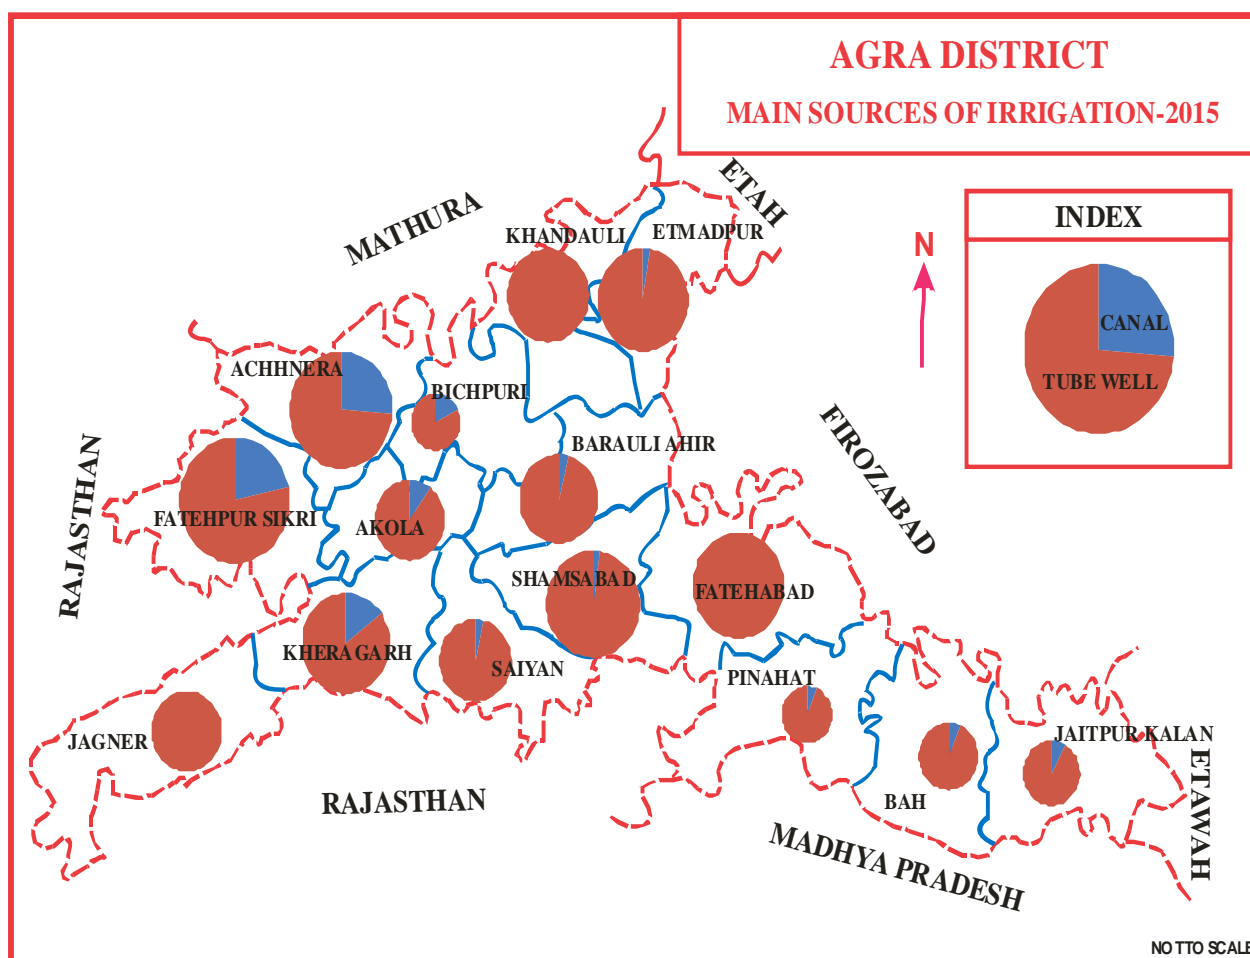 AGRA DISTRICT
MAIN SOURCES OF IRRIGATION-2015
ETAH
MATHURA
INDEX
KHANDAULI
ETMADPUR
N
CANAL
TUBE WELL
ACHHNERA
BICHPURI
BARAULI AHIR
FIROZABAD
RAJASTHAN
FATEHPUR SIKRI
AKOLA
SHAMSABAD
FATEHABAD
KHERAGARH
SAIYAN
PINAHAT
JAGNER
JAITPUR KALAN
RAJASTHAN
BAH
ETAWAH
MADHYA PRADESH
NOT TO SCALE